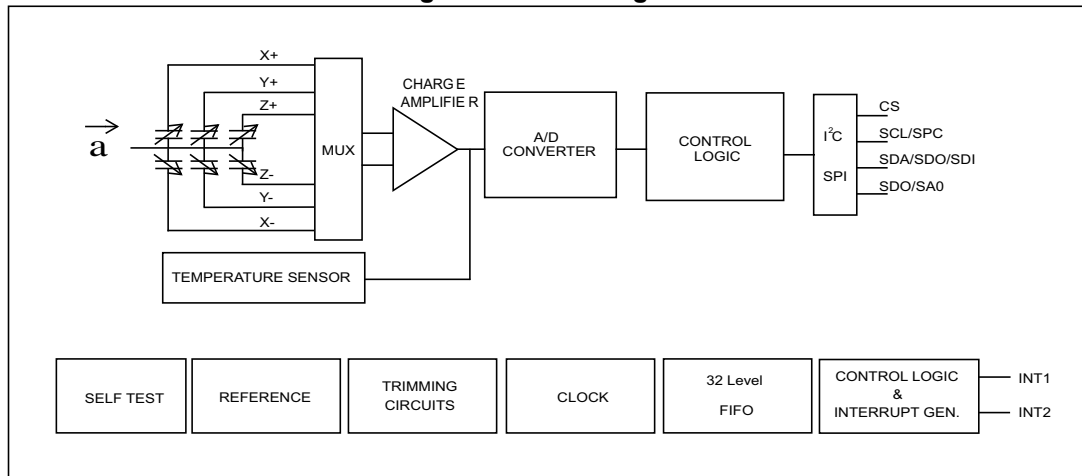 X+
Y+
Z+
a
Z-
Y-
X-
MUX
CHARGE
AMPLIFIER
A/D
CONVERTER
CONTROL
LOGIC
I²C
SPI
CS
SCL/SPC
SDA/SDO/SDI
SDO/SA0
TEMPERATURE SENSOR
SELF TEST
REFERENCE
TRIMMING
CIRCUITS
CLOCK
32 Level
FIFO
CONTROL LOGIC
&
INTERRUPT GEN.
INT1
INT2